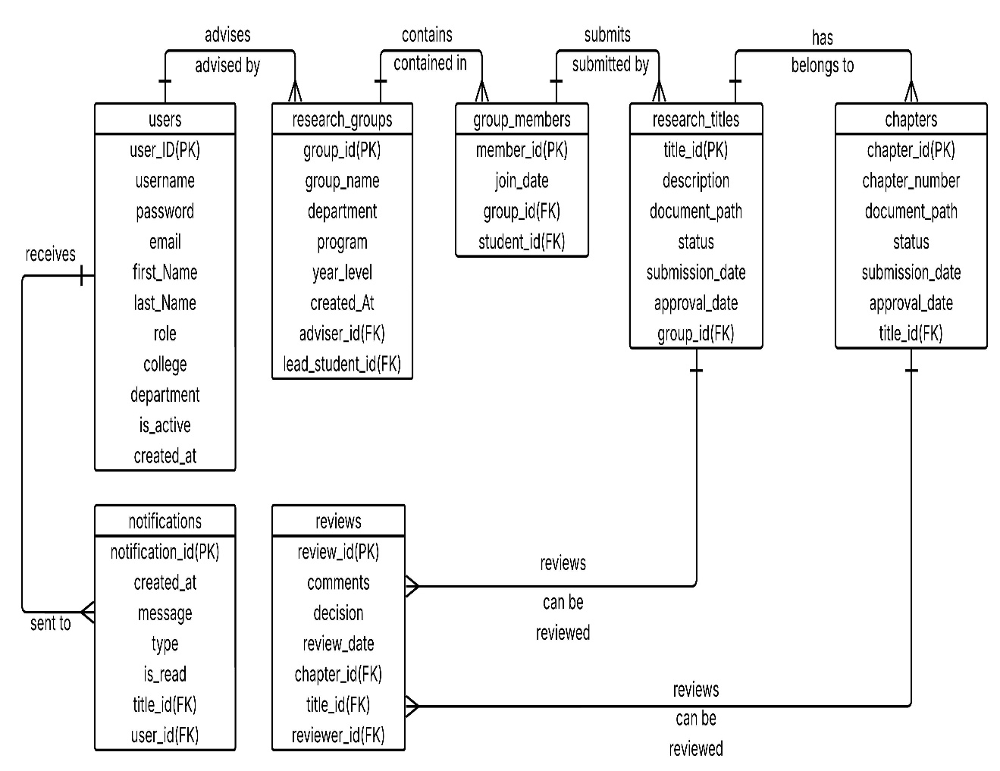 advises
advised by
contains
contained in
submits
submitted by
has
belongs to
users
user_ID(PK)
username
password
email
first_Name
last_Name
role
college
department
is_active
created_at
research_groups
group_id(PK)
group_name
department
program
year_level
created_At
adviser_id(FK)
lead_student_id(FK)
group_members
member_id(PK)
join_date
group_id(FK)
student_id(FK)
research_titles
title_id(PK)
description
document_path
status
submission_date
approval_date
group_id(FK)
chapters
chapter_id(PK)
chapter_number
document_path
status
submission_date
approval_date
title_id(FK)
receives
sent to
notifications
notification_id(PK)
created_at
message
type
is_read
title_id(FK)
user_id(FK)
reviews
review_id(PK)
comments
decision
review_date
chapter_id(FK)
title_id(FK)
reviewer_id(FK)
reviews
can be
reviewed
reviews
can be
reviewed